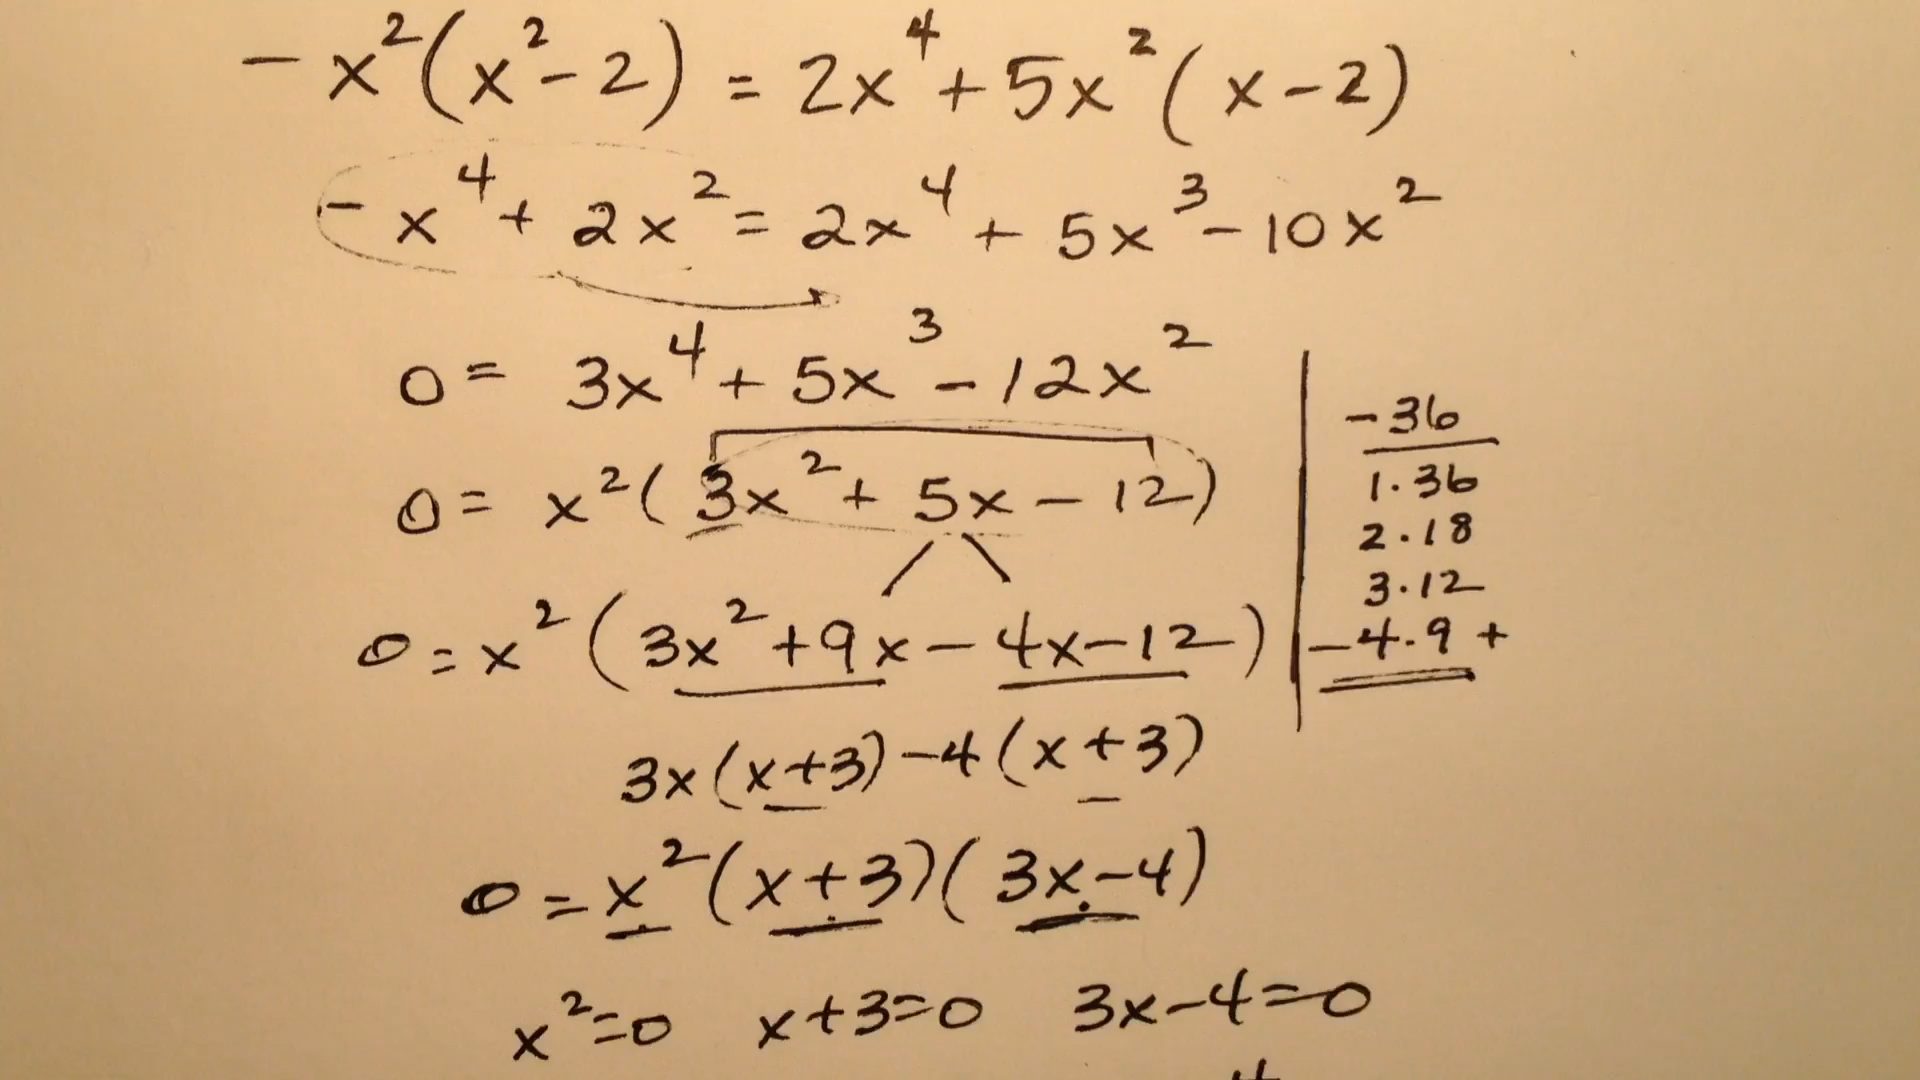 - x²(x²-2) = 2x⁴+5x²(x-2)
- x⁴+2x² = 2x⁴+5x³-10x²
0 = 3x⁴+5x³-12x²
0 = x²(3x²+5x-12)
0 = x²(3x²+9x-4x-12)
3x(x+3)-4(x+3)
0 = x²(x+3)(3x-4)
x²=0 x+3=0 3x-4=0
-36
1.36
2.18
3.12
-4.9+